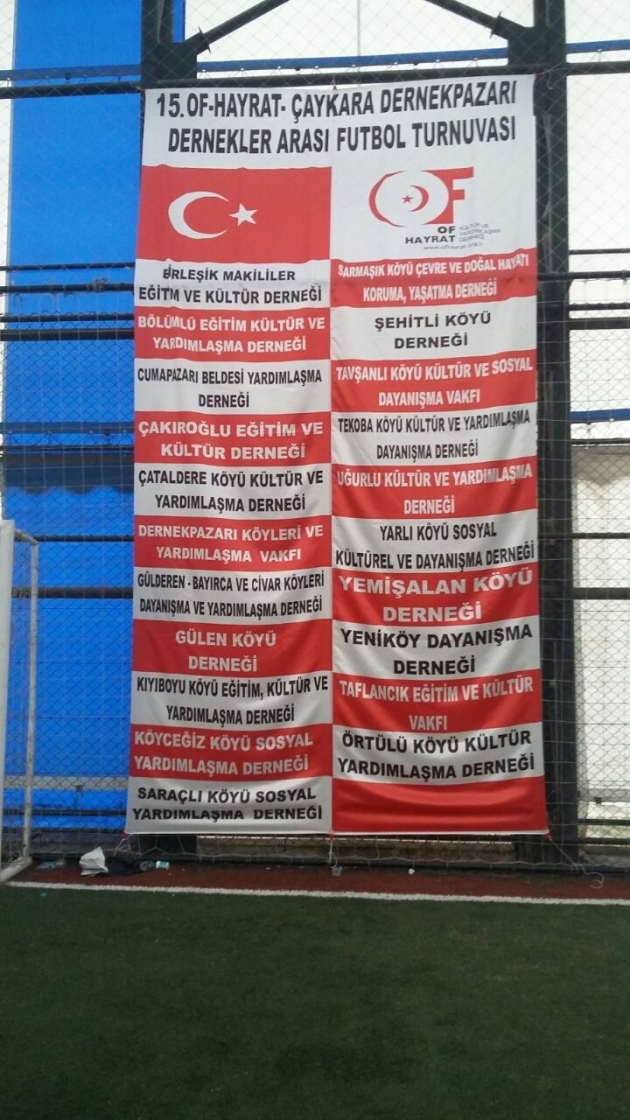 15.OF-HAYRAT- ÇAYKARA DERNEKPAZARI
DERNEKLER ARASI FUTBOL TURNUVASI
OF
HAYRAT
KÜLTÜR VE
YARDIMLAŞMA
DERNEĞİ
BİRLEŞİK MAKİLİLER
EĞİTM VE KÜLTÜR DERNEĞİ
BÖLÜMLÜ EĞİTİM KÜLTÜR VE
YARDIMLAŞMA DERNEĞİ
CUMAPAZARI BELDESİ YARDIMLAŞMA
DERNEĞİ
ÇAKIROĞLU EĞİTİM VE
KÜLTÜR DERNEĞİ
ÇATALDERE KÖYÜ KÜLTÜR VE
YARDIMLAŞMA DERNEĞİ
DERNEKPAZARI KÖYLERİ VE
YARDIMLAŞMA VAKFI
GÜLDEREN - BAYIRCA VE CİVAR KÖYLERİ
DAYANIŞMA VE YARDIMLAŞMA DERNEĞİ
GÜLEN KÖYÜ
DERNEĞİ
KIYIBOYU KÖYÜ EĞİTİM, KÜLTÜR VE
YARDIMLAŞMA DERNEĞİ
KÖYCEĞİZ KÖYÜ SOSYAL
YARDIMLAŞMA DERNEĞİ
SARAÇLI KÖYÜ SOSYAL
YARDIMLAŞMA DERNEĞİ
SARMAŞIK KÖYÜ ÇEVRE VE DOĞAL HAYATI
KORUMA, YAŞATMA DERNEĞİ
ŞEHİTLİ KÖYÜ
DERNEĞİ
TAVŞANLI KÖYÜ KÜLTÜR VE SOSYAL
DAYANIŞMA VAKFI
TEKOBA KÖYÜ KÜLTÜR VE YARDIMLAŞMA
DAYANIŞMA DERNEĞİ
UĞURLU KÜLTÜR VE YARDIMLAŞMA
DERNEĞİ
YARLI KÖYÜ SOSYAL
KÜLTÜREL VE DAYANIŞMA DERNEĞİ
YEMİŞALAN KÖYÜ
DERNEĞİ
YENİKÖY DAYANIŞMA
DERNEĞİ
TAFLANCIK EĞİTİM VE KÜLTÜR
VAKFI
ÖRTÜLÜ KÖYÜ KÜLTÜR
YARDIMLAŞMA DERNEĞİ